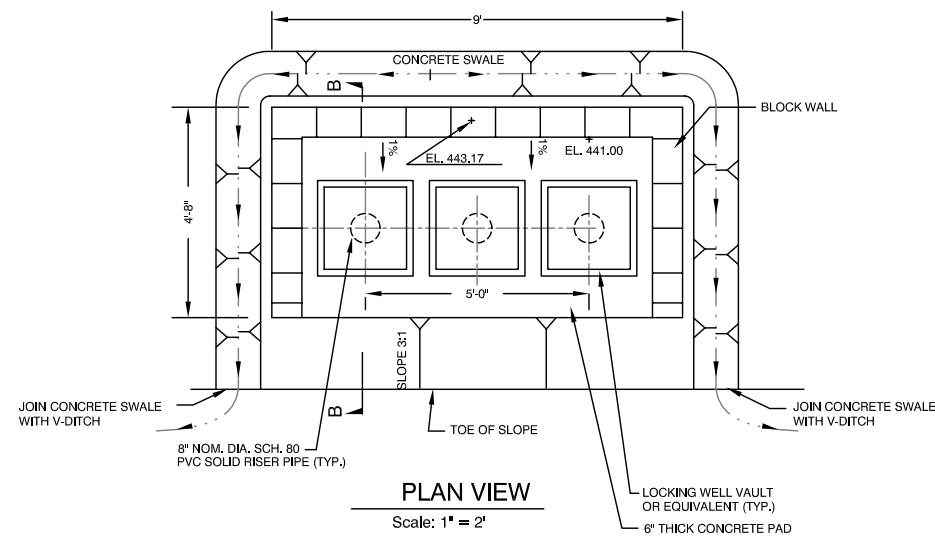 9'
CONCRETE SWALE
B
BLOCK WALL
1%
1%
EL. 443.17
EL. 441.00
4'-8"
5'-0"
SLOPE 3:1
B
JOIN CONCRETE SWALE
WITH V-DITCH
JOIN CONCRETE SWALE
WITH V-DITCH
TOE OF SLOPE
8" NOM. DIA. SCH. 80
PVC SOLID RISER PIPE (TYP.)
PLAN VIEW
Scale: 1" = 2'
LOCKING WELL VAULT
OR EQUIVALENT (TYP.)
6" THICK CONCRETE PAD